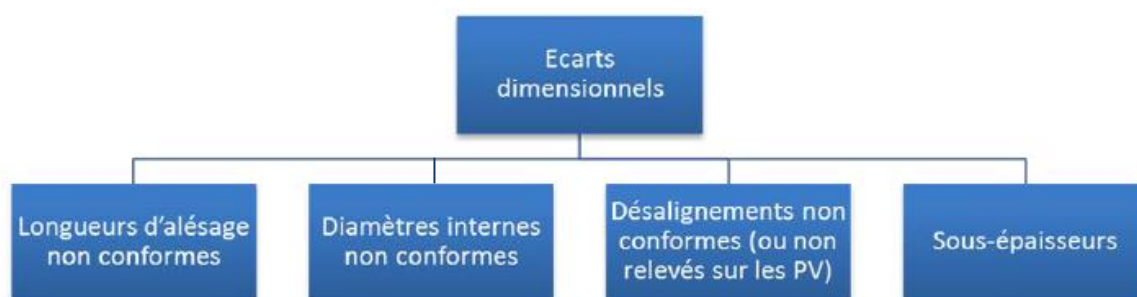 Ecarts
dimensionnels
Longueurs d'alésage
non conformes
Diamètres internes
non conformes
Désalignements non
conformes (ou non
relevés sur les PV)
Sous-épaisseurs